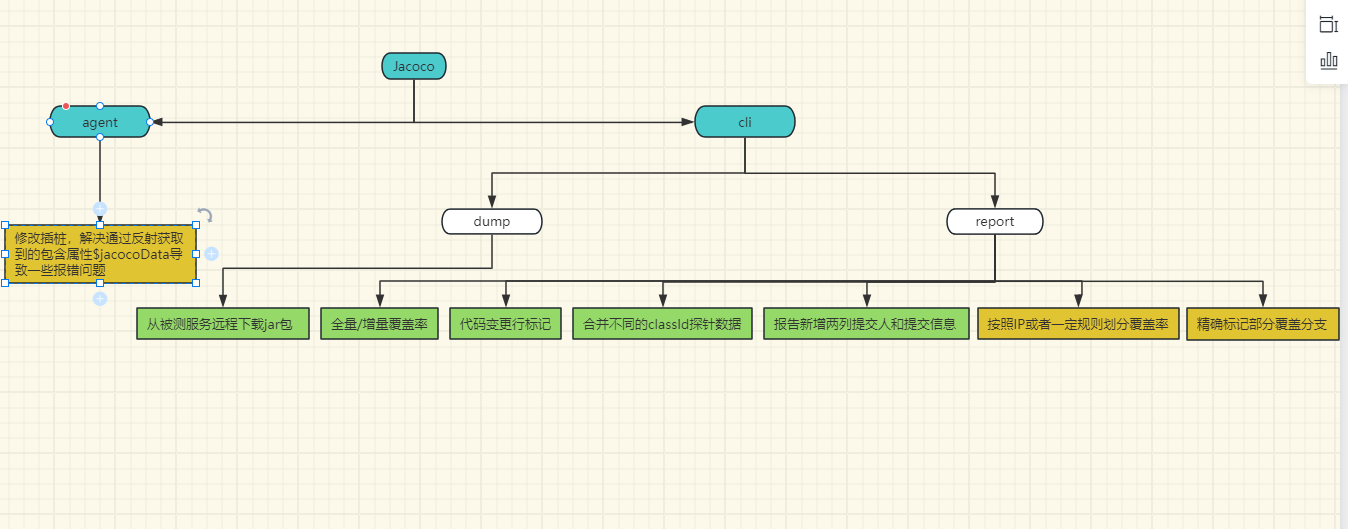 Jacoco
agent
cli
dump
report
修改插桩，解决通过反射获取
到的包含属性$jacocoData导
致一些报错问题
从被测服务远程下载jar包
全量/增量覆盖率
代码变更行标记
合并不同的classId探针数据
报告新增两列提交人和提交信息
按照IP或者一定规则划分覆盖率
精确标记部分覆盖分支